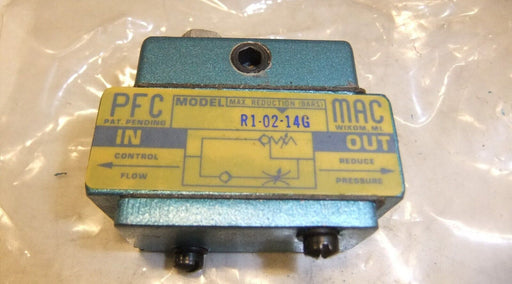 PFC MODEL MAX. REDUCTION (BARS) MAC
PAT. PENDING R1-02-14G WIXOM, MI.
IN OUT
CONTROL REDUCE
FLOW PRESSURE